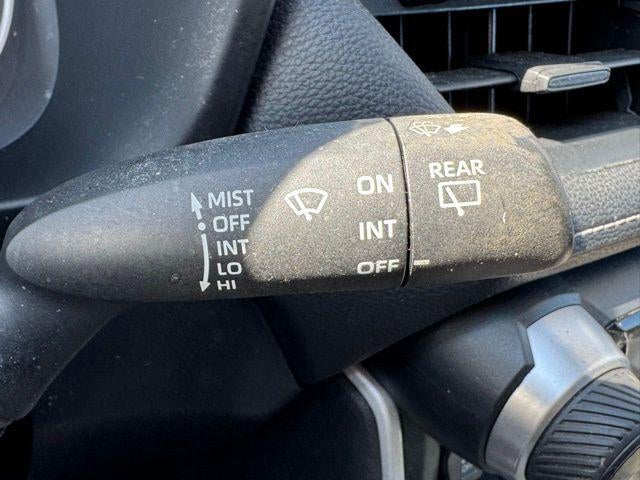 MIST
OFF
INT
LO
HI
ON
INT
OFF
REAR